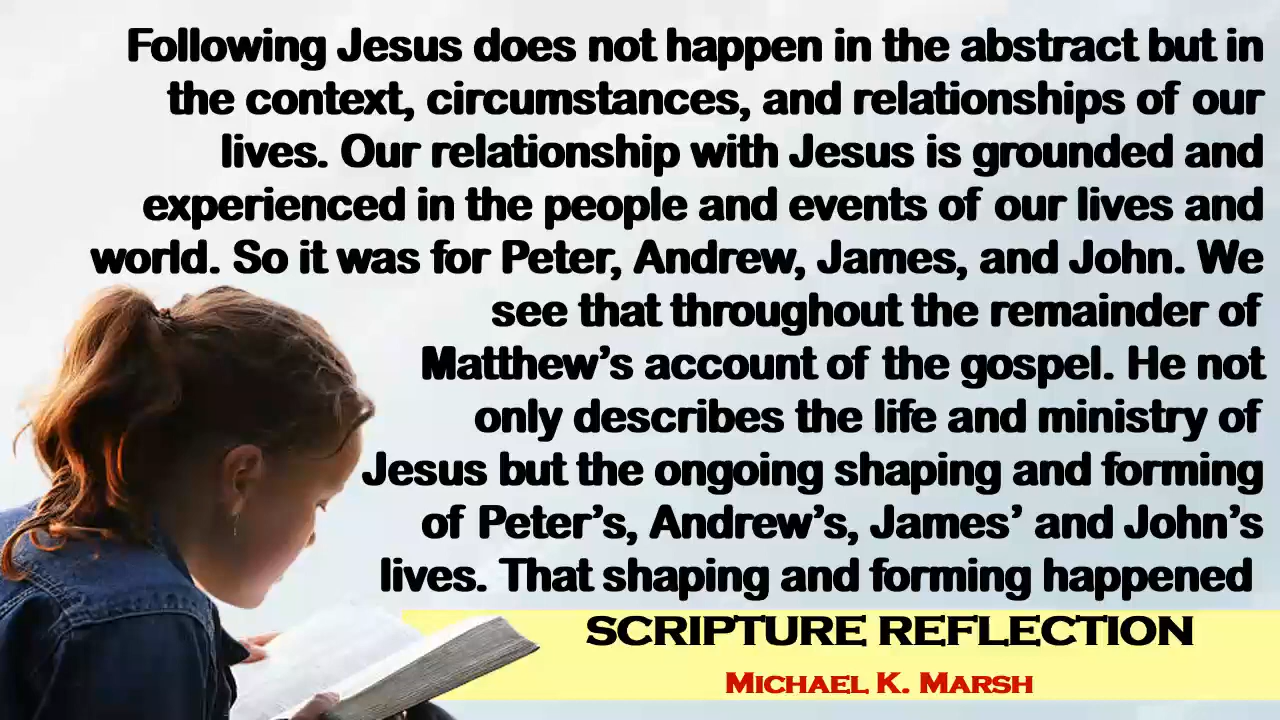 Following Jesus does not happen in the abstract but in
the context, circumstances, and relationships of our
lives. Our relationship with Jesus is grounded and
experienced in the people and events of our lives and
world. So it was for Peter, Andrew, James, and John. We
see that throughout the remainder of
Matthew’s account of the gospel. He not
only describes the life and ministry of
Jesus but the ongoing shaping and forming
of Peter’s, Andrew’s, James’ and John’s
lives. That shaping and forming happened
SCRIPTURE REFLECTION
Michael K. Marsh